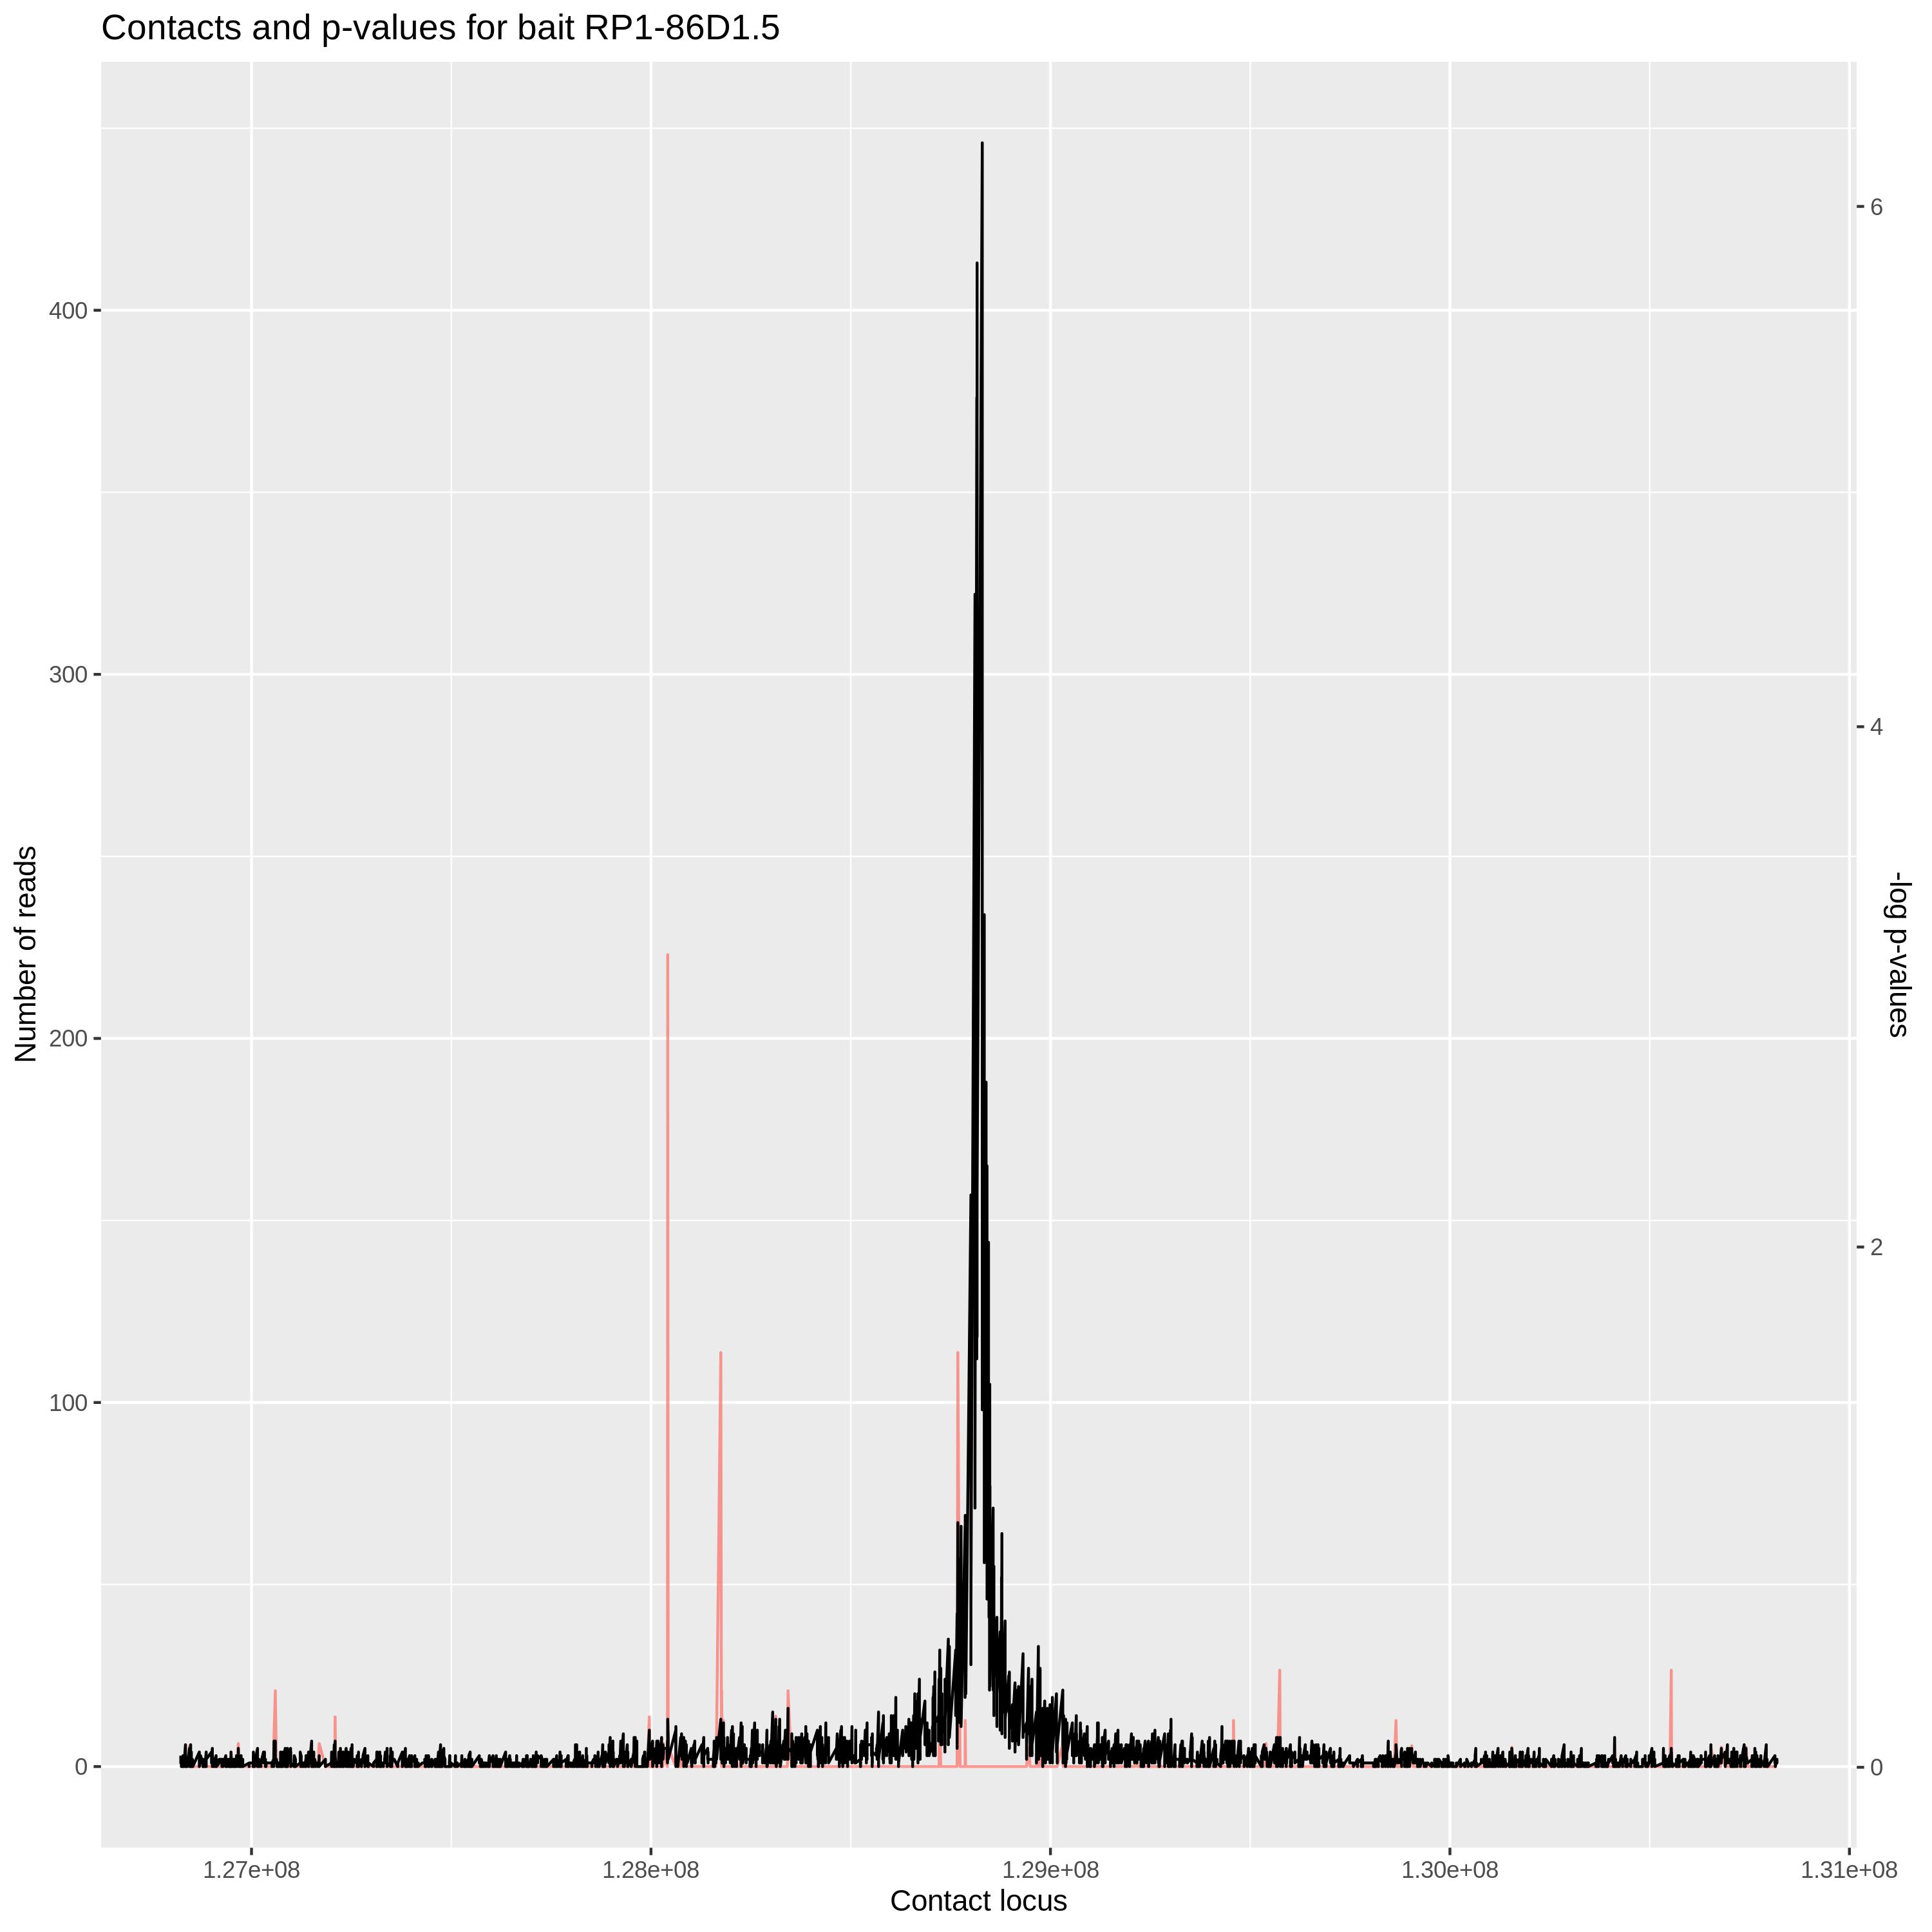 Contacts and p-values for bait RP1-86D1.5
Number of reads
400
300
200
100
0
6
4
2
0
-log p-values
1.27e+08
1.28e+08
1.29e+08
1.30e+08
1.31e+08
Contact locus